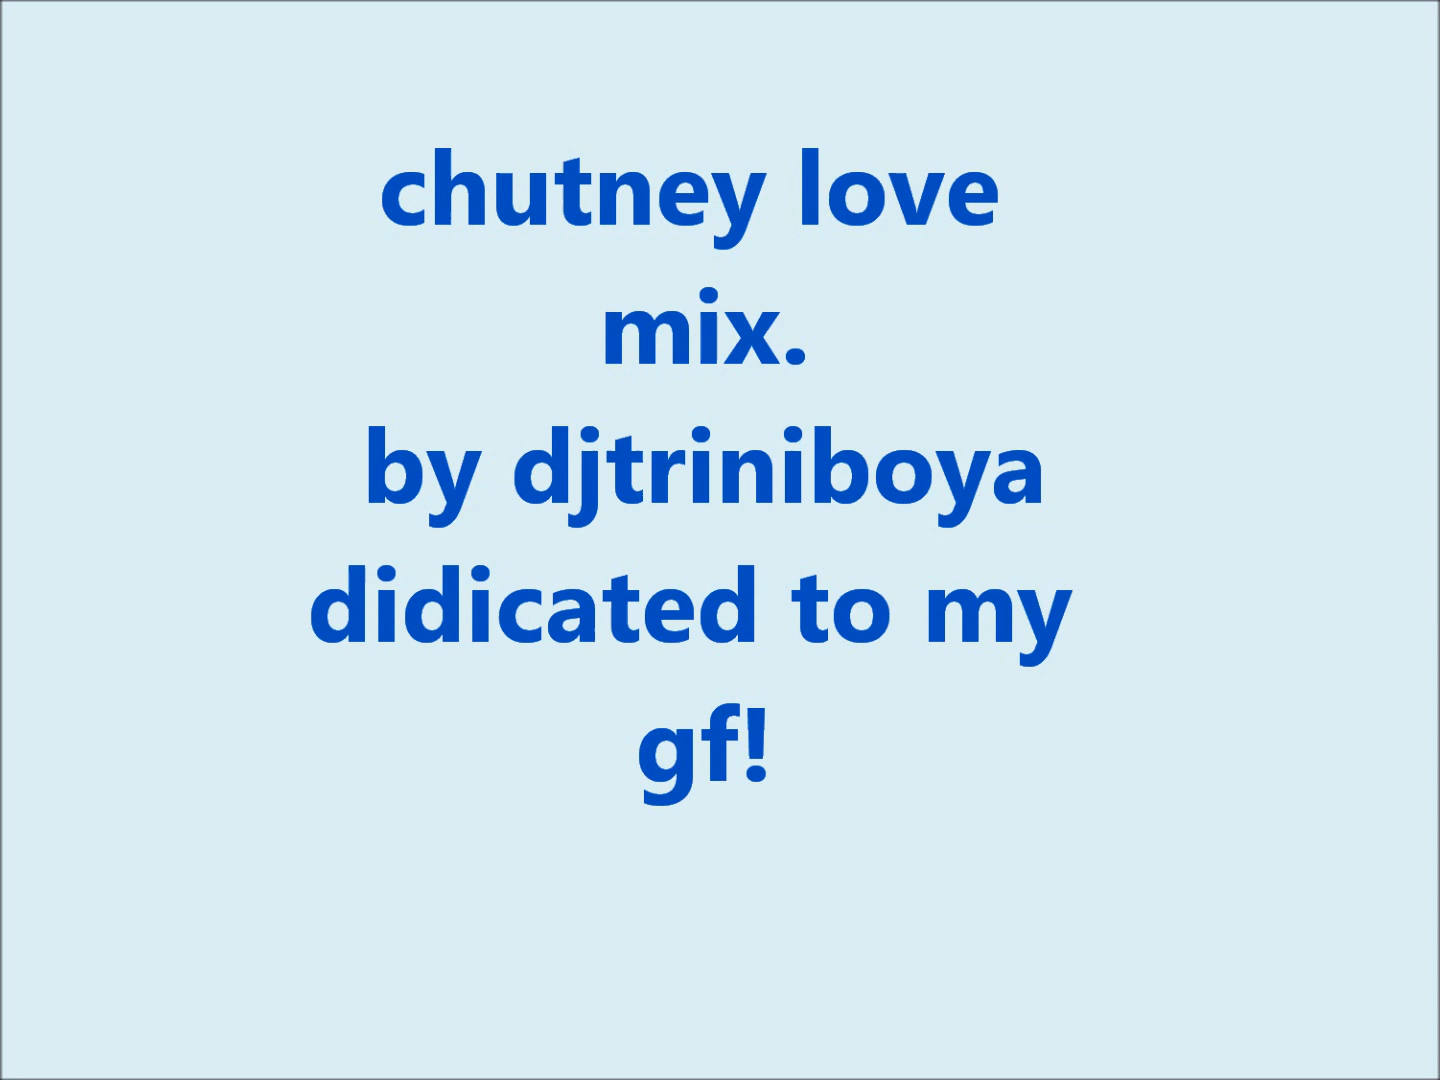 chutney love
mix.
by djtriniboya
didicated to my
gf!